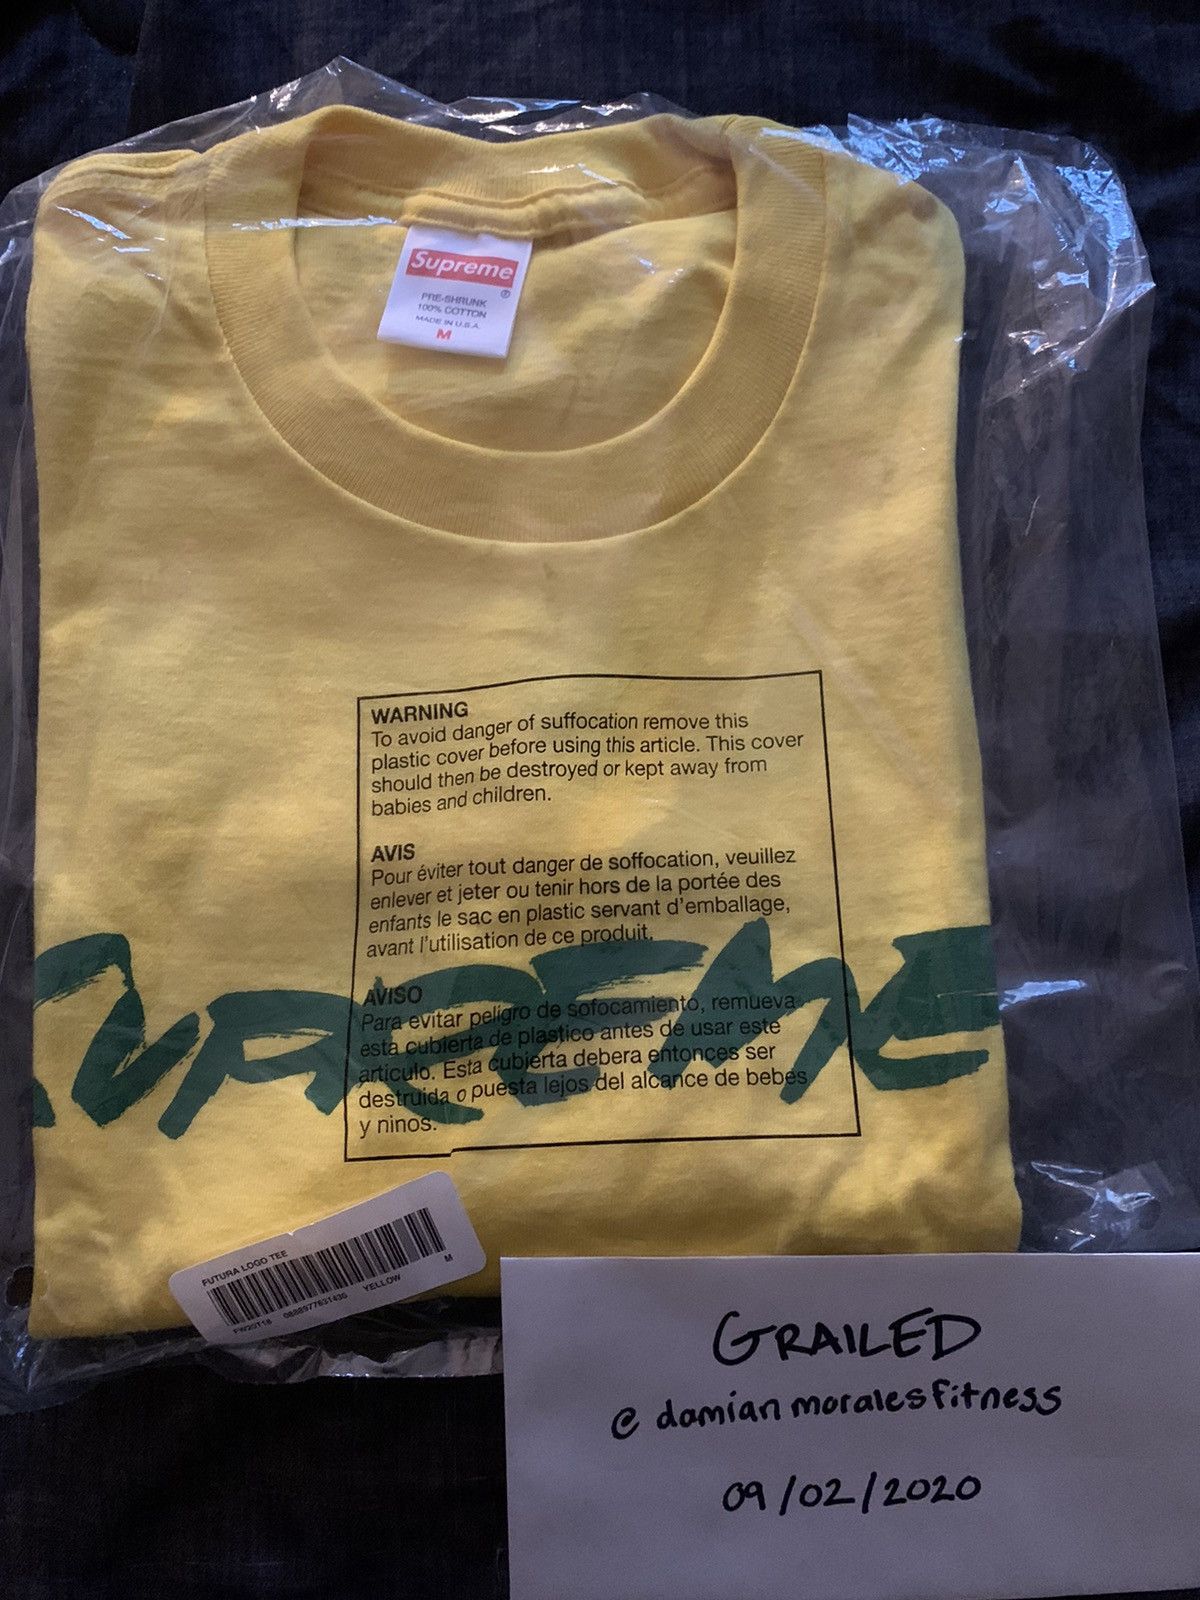 Supreme
®
PRE-SHRUNK
100% COTTON
MADE IN U.S.A.
M
WARNING
To avoid danger of suffocation remove this
plastic cover before using this article. This cover
should then be destroyed or kept away from
babies and children.
AVIS
Pour éviter tout danger de soffocation, veuillez
enlever et jeter ou tenir hors de la portée des
enfants le sac en plastic servant d'emballage,
avant l'utilisation de ce produit.
SUPREME
AVISO
Para evitar peligro de sofocamiento, remueva
esta cubierta de plastico antes de usar este
articulo. Esta cubierta debera entonces ser
destruida o puesta lejos del alcance de bebés
y ninos.
FUTURA LOGO TEE
FW20T18 0888977631430 YELLOW M
GRAILED
@ damianmoralesfitness
09/02/2020